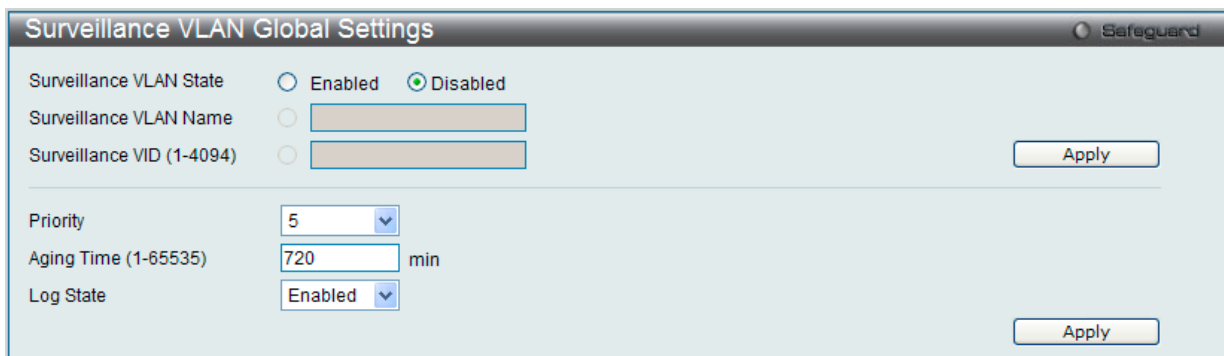 Surveillance VLAN Global Settings
Safeguard
Surveillance VLAN State Enabled Disabled
Surveillance VLAN Name
Surveillance VID (1-4094) Apply
Priority 5
Aging Time (1-65535) 720 min
Log State Enabled
Apply